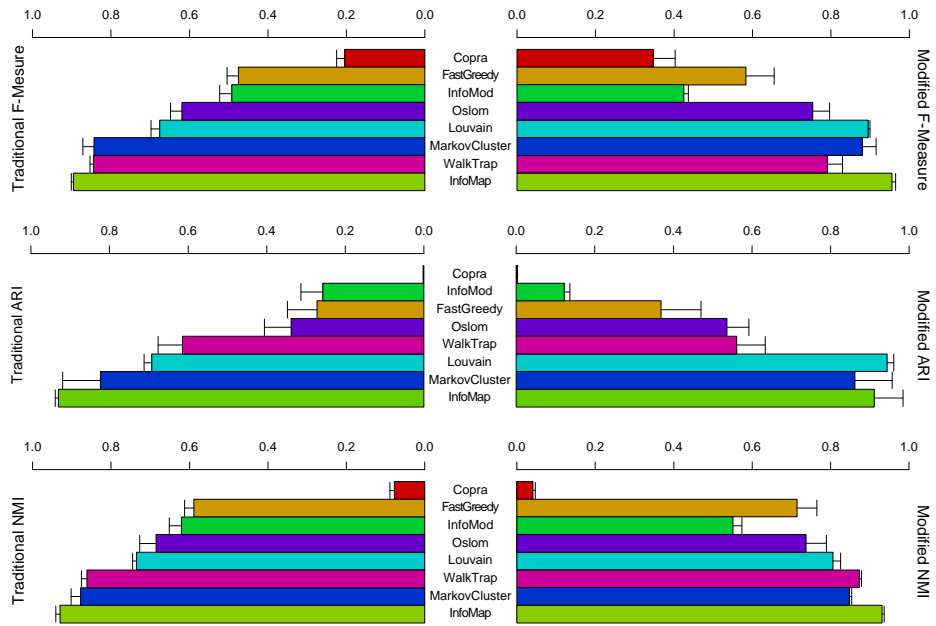 1.0 0.8 0.6 0.4 0.2 0.0 0.0 0.2 0.4 0.6 0.8 1.0
Traditional F-Mesure
Copra
FastGreedy
InfoMod
Oslom
Louvain
MarkovCluster
WalkTrap
InfoMap
Modified F-Measure
1.0 0.8 0.6 0.4 0.2 0.0 0.0 0.2 0.4 0.6 0.8 1.0
Traditional ARI
Copra
InfoMod
FastGreedy
Oslom
WalkTrap
Louvain
MarkovCluster
InfoMap
Modified ARI
1.0 0.8 0.6 0.4 0.2 0.0 0.0 0.2 0.4 0.6 0.8 1.0
Traditional NMI
Copra
FastGreedy
InfoMod
Oslom
Louvain
WalkTrap
MarkovCluster
InfoMap
Modified NMI